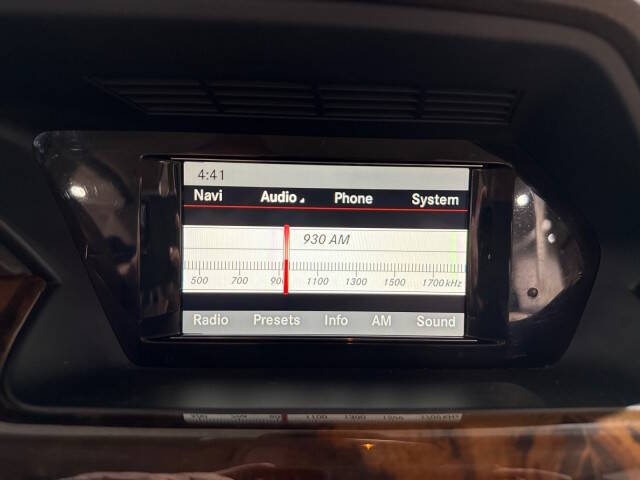 4:41
Navi Audio Phone System
930 AM
500 700 90 1100 1300 1500 1700 kHz
Radio Presets Info AM Sound